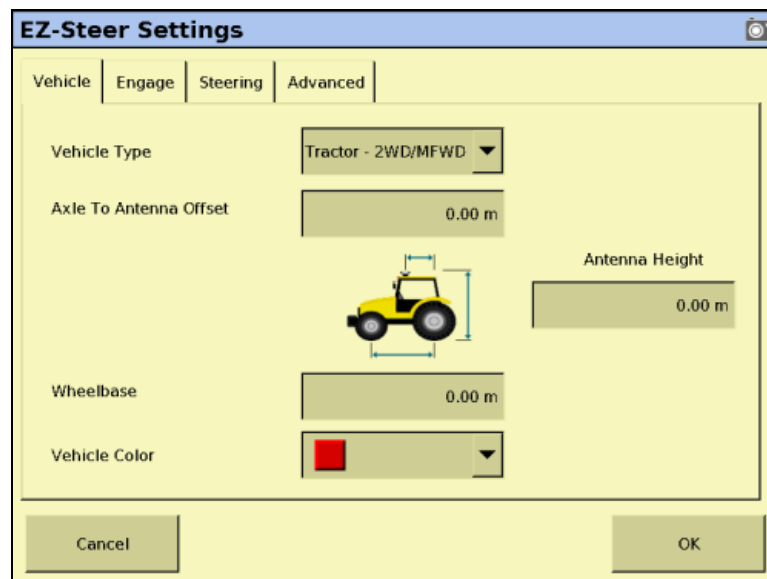 EZ-Steer Settings
Vehicle Engage Steering Advanced
Vehicle Type Tractor - 2WD/MFWD
Axle To Antenna Offset 0.00 m
Antenna Height
0.00 m
Wheelbase 0.00 m
Vehicle Color
Cancel OK